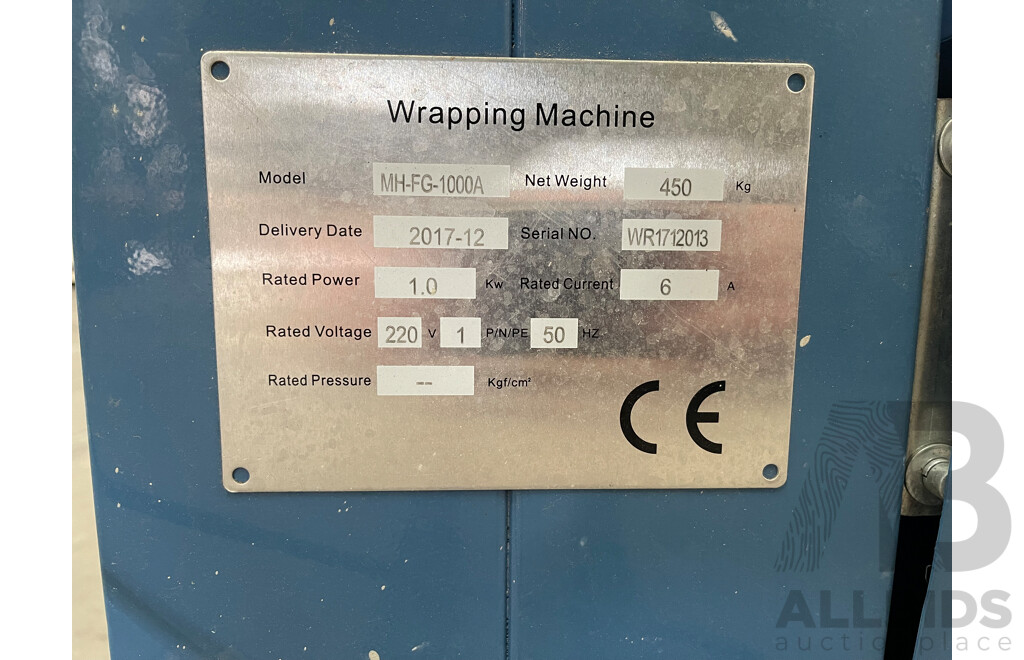 Wrapping Machine
Model MH-FG-1000A Net Weight 450 Kg
Delivery Date 2017-12 Serial NO. WR1712013
Rated Power 1.0 Kw Rated Current 6 A
Rated Voltage 220 V 1 P/N/PE 50 HZ
Rated Pressure -- Kgf/cm²
CE
AB
ALLBIDS
auction place